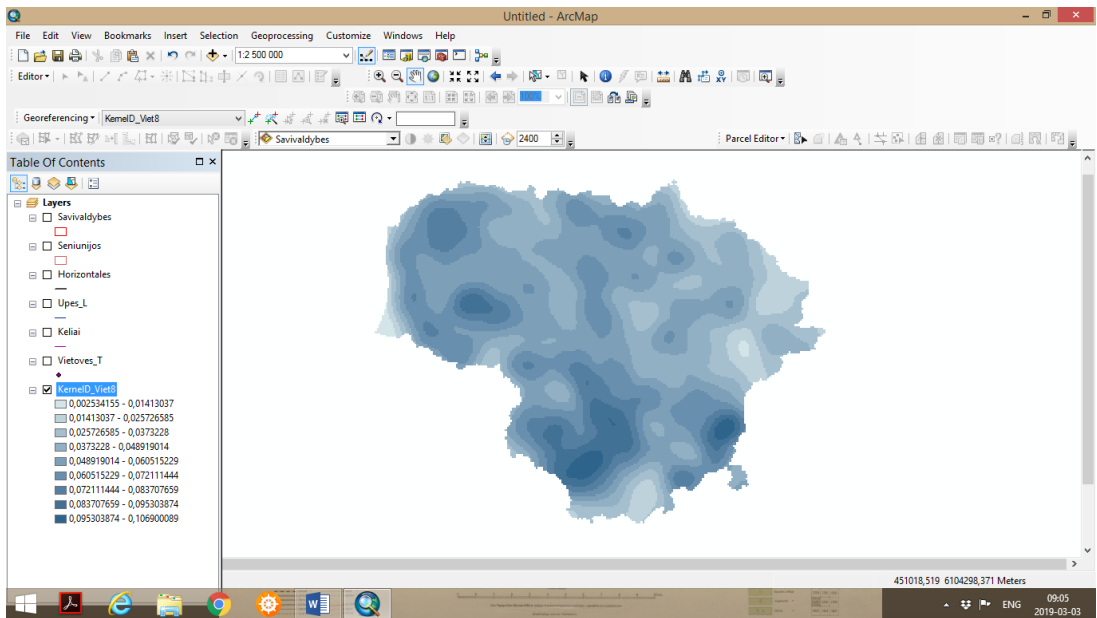 Untitled - ArcMap
File Edit View Bookmarks Insert Selection Geoprocessing Customize Windows Help
1:2 500 000
Editor
100%
Georeferencing KernelD_Viet8
Savivaldybes 2400 Parcel Editor
Table Of Contents
Layers
Savivaldybes
Seniunijos
Horizontales
Upes_L
Keliai
Vietoves_T
KernelD_Viet8
0,002534155 - 0,01413037
0,01413037 - 0,025726585
0,025726585 - 0,0373228
0,0373228 - 0,048919014
0,048919014 - 0,060515229
0,060515229 - 0,072111444
0,072111444 - 0,083707659
0,083707659 - 0,095303874
0,095303874 - 0,106900089
451018,519 6104298,371 Meters
ENG
09:05
2019-03-03